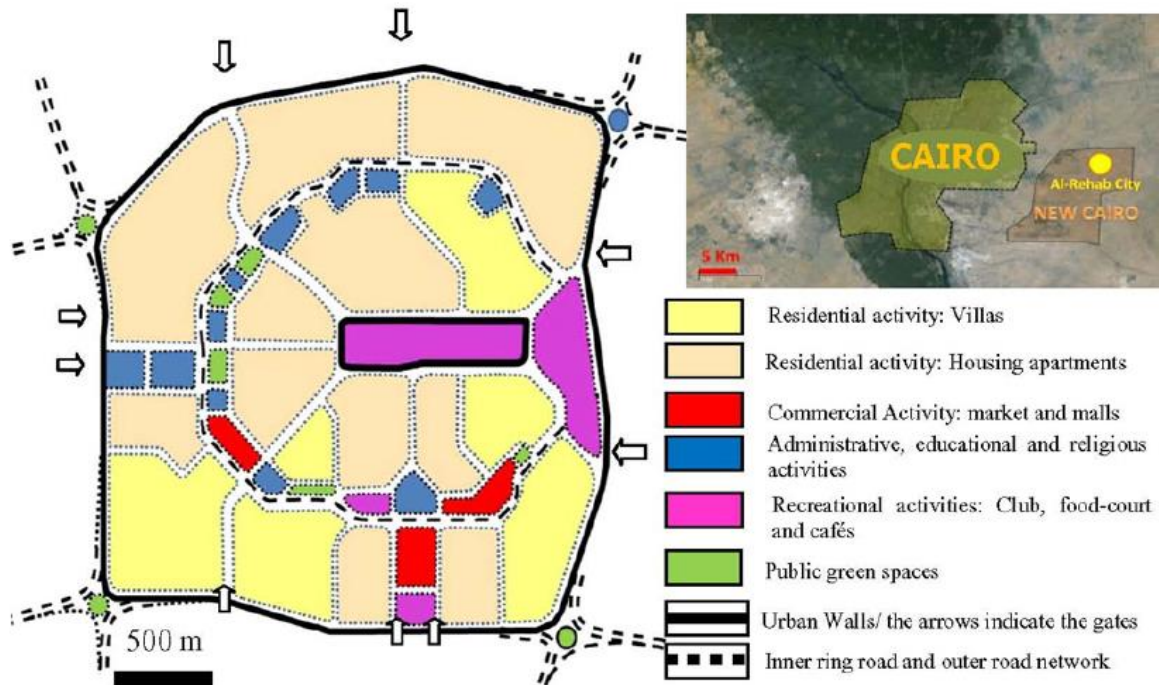 CAIRO
Al-Rehab City
NEW CAIRO
5 Km
Residential activity: Villas
Residential activity: Housing apartments
Commercial Activity: market and malls
Administrative, educational and religious
activities
Recreational activities: Club, food-court
and cafés
Public green spaces
Urban Walls/ the arrows indicate the gates
Inner ring road and outer road network
500 m